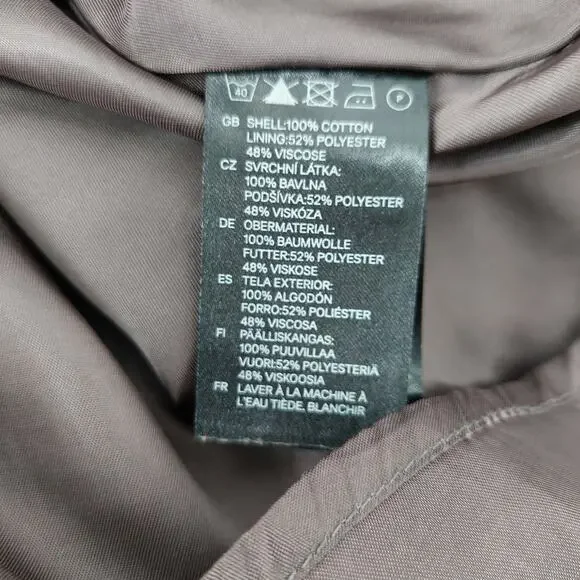 40 P
GB SHELL:100% COTTON
LINING:52% POLYESTER
48% VISCOSE
CZ SVRCHNÍ LÁTKA:
100% BAVLNA
PODŠÍVKA:52% POLYESTER
48% VISKÓZA
DE OBERMATERIAL:
100% BAUMWOLLE
FUTTER:52% POLYESTER
48% VISKOSE
ES TELA EXTERIOR:
100% ALGODÓN
FORRO:52% POLIÉSTER
48% VISCOSA
FI PÄÄLLISKANGAS:
100% PUUVILLAA
VUORI:52% POLYESTERIA
48% VISKOOSIA
FR LAVER À LA MACHINE À
L'EAU TIÈDE, BLANCHIR